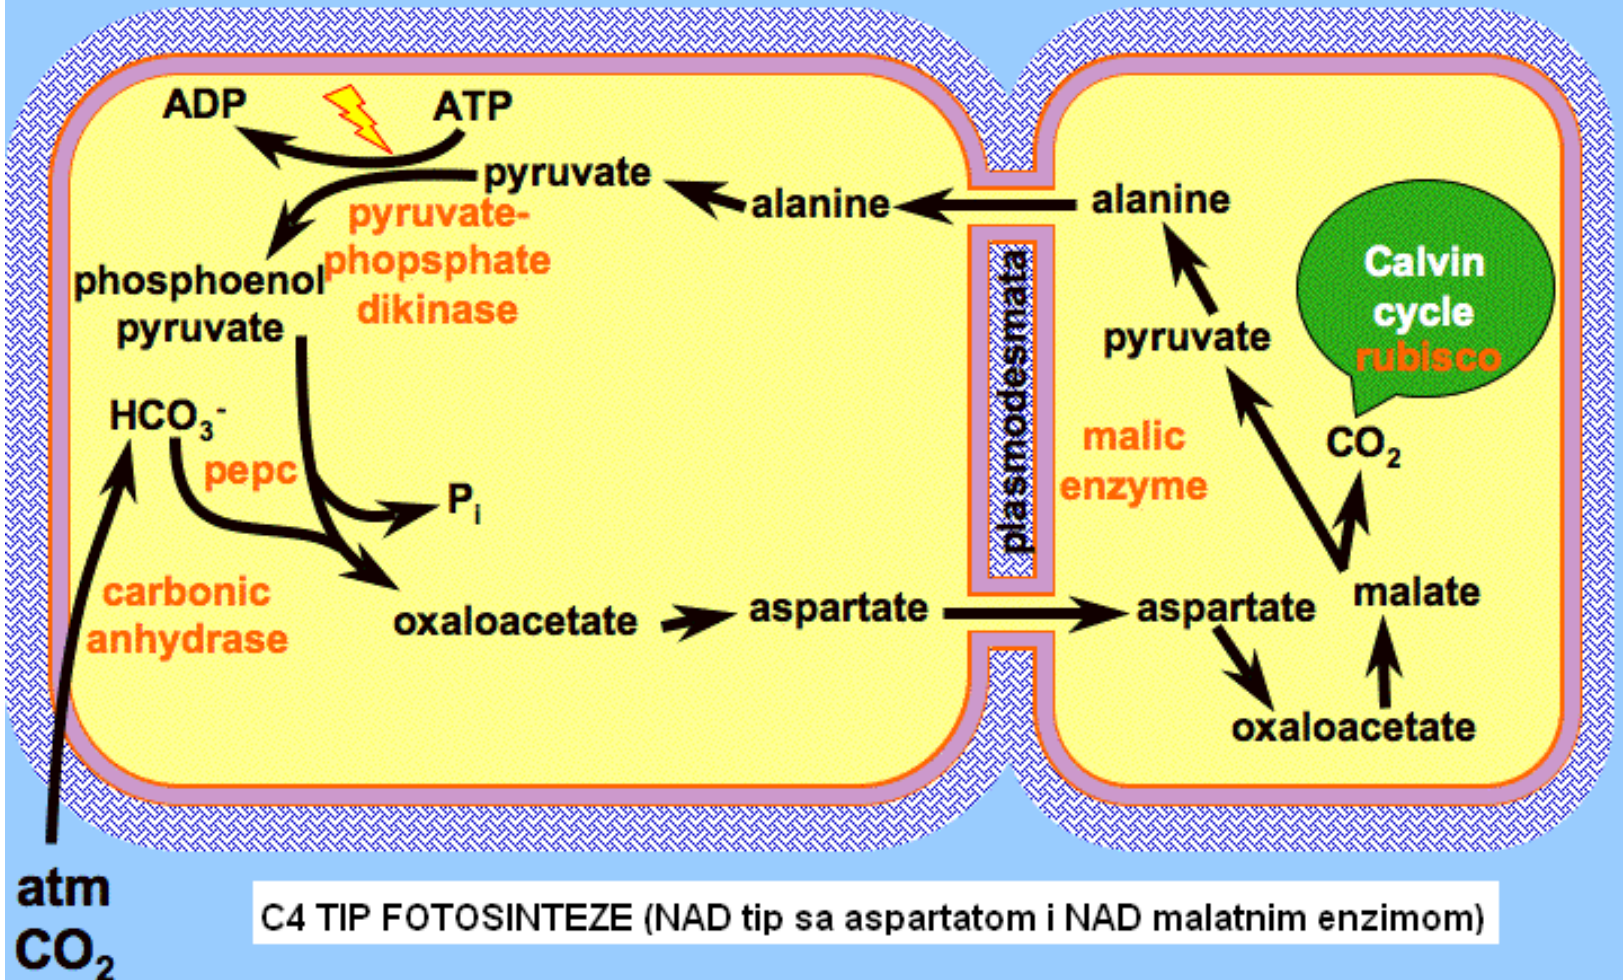 ADP
ATP
pyruvate
pyruvate-
phopsphate
dikinase
phosphoenol
pyruvate
HCO₃⁻
pepc
Pᵢ
carbonic
anhydrase
oxaloacetate
aspartate
alanine
plasmodesmata
alanine
pyruvate
malic
enzyme
Calvin
cycle
rubisco
CO₂
malate
aspartate
oxaloacetate
atm
CO₂
C4 TIP FOTOSINTEZE (NAD tip sa aspartatom i NAD malatnim enzimom)